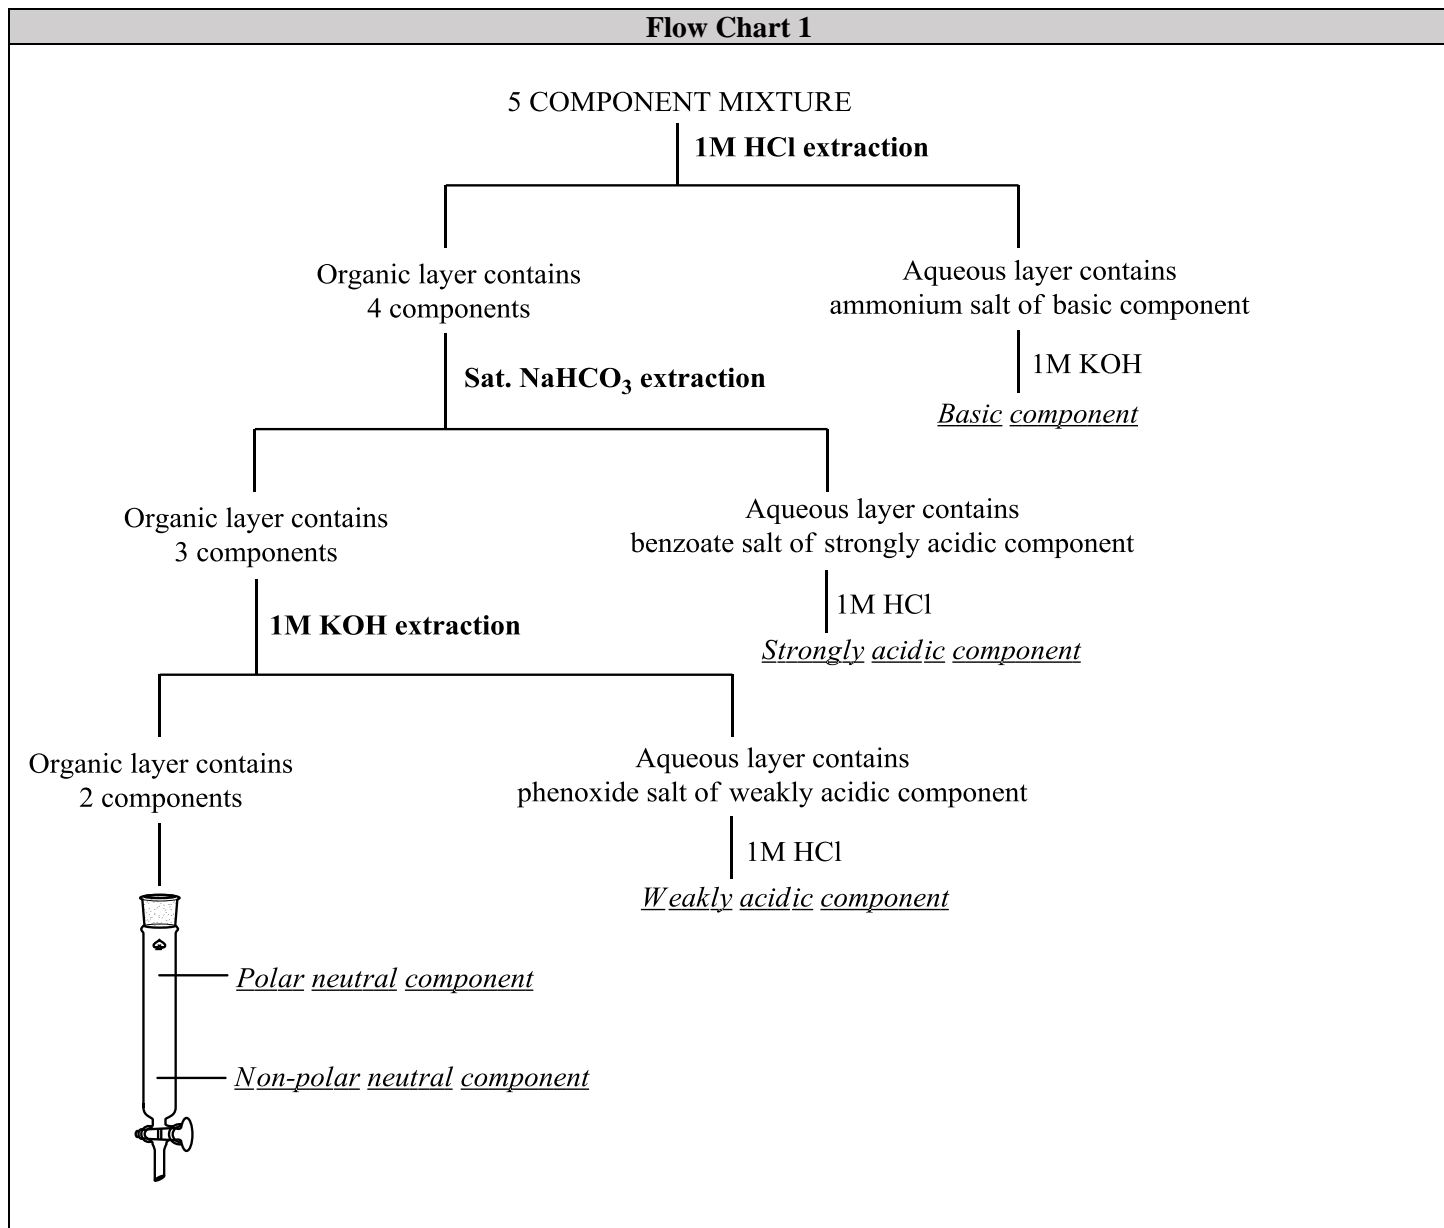 Flow Chart 1
5 COMPONENT MIXTURE
1M HCl extraction
Organic layer contains
4 components
Aqueous layer contains
ammonium salt of basic component
1M KOH
Basic component
Sat. NaHCO₃ extraction
Organic layer contains
3 components
Aqueous layer contains
benzoate salt of strongly acidic component
1M HCl
Strongly acidic component
1M KOH extraction
Organic layer contains
2 components
Aqueous layer contains
phenoxide salt of weakly acidic component
1M HCl
Weakly acidic component
Polar neutral component
Non-polar neutral component